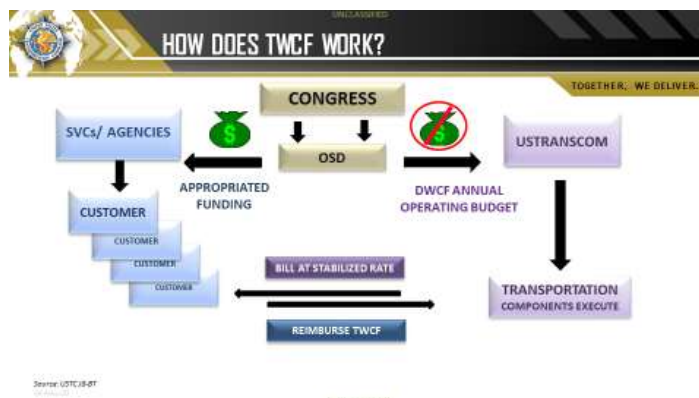 UNCLASSIFIED
HOW DOES TWCF WORK?
TOGETHER, WE DELIVER.
CONGRESS
SVCs/ AGENCIES
$
$
USTRANSCOM
OSD
APPROPRIATED
FUNDING
DWCF ANNUAL
OPERATING BUDGET
CUSTOMER
CUSTOMER
CUSTOMER
CUSTOMER
BILL AT STABILIZED RATE
TRANSPORTATION
COMPONENTS EXECUTE
REIMBURSE TWCF
Source: USTCJ8-BT